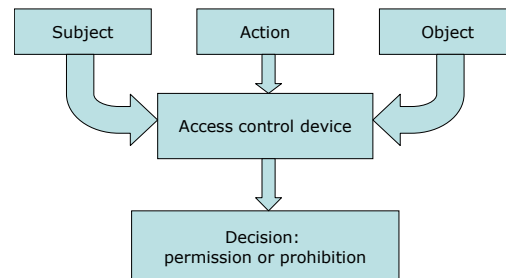 Subject
Action
Object
Access control device
Decision:
permission or prohibition